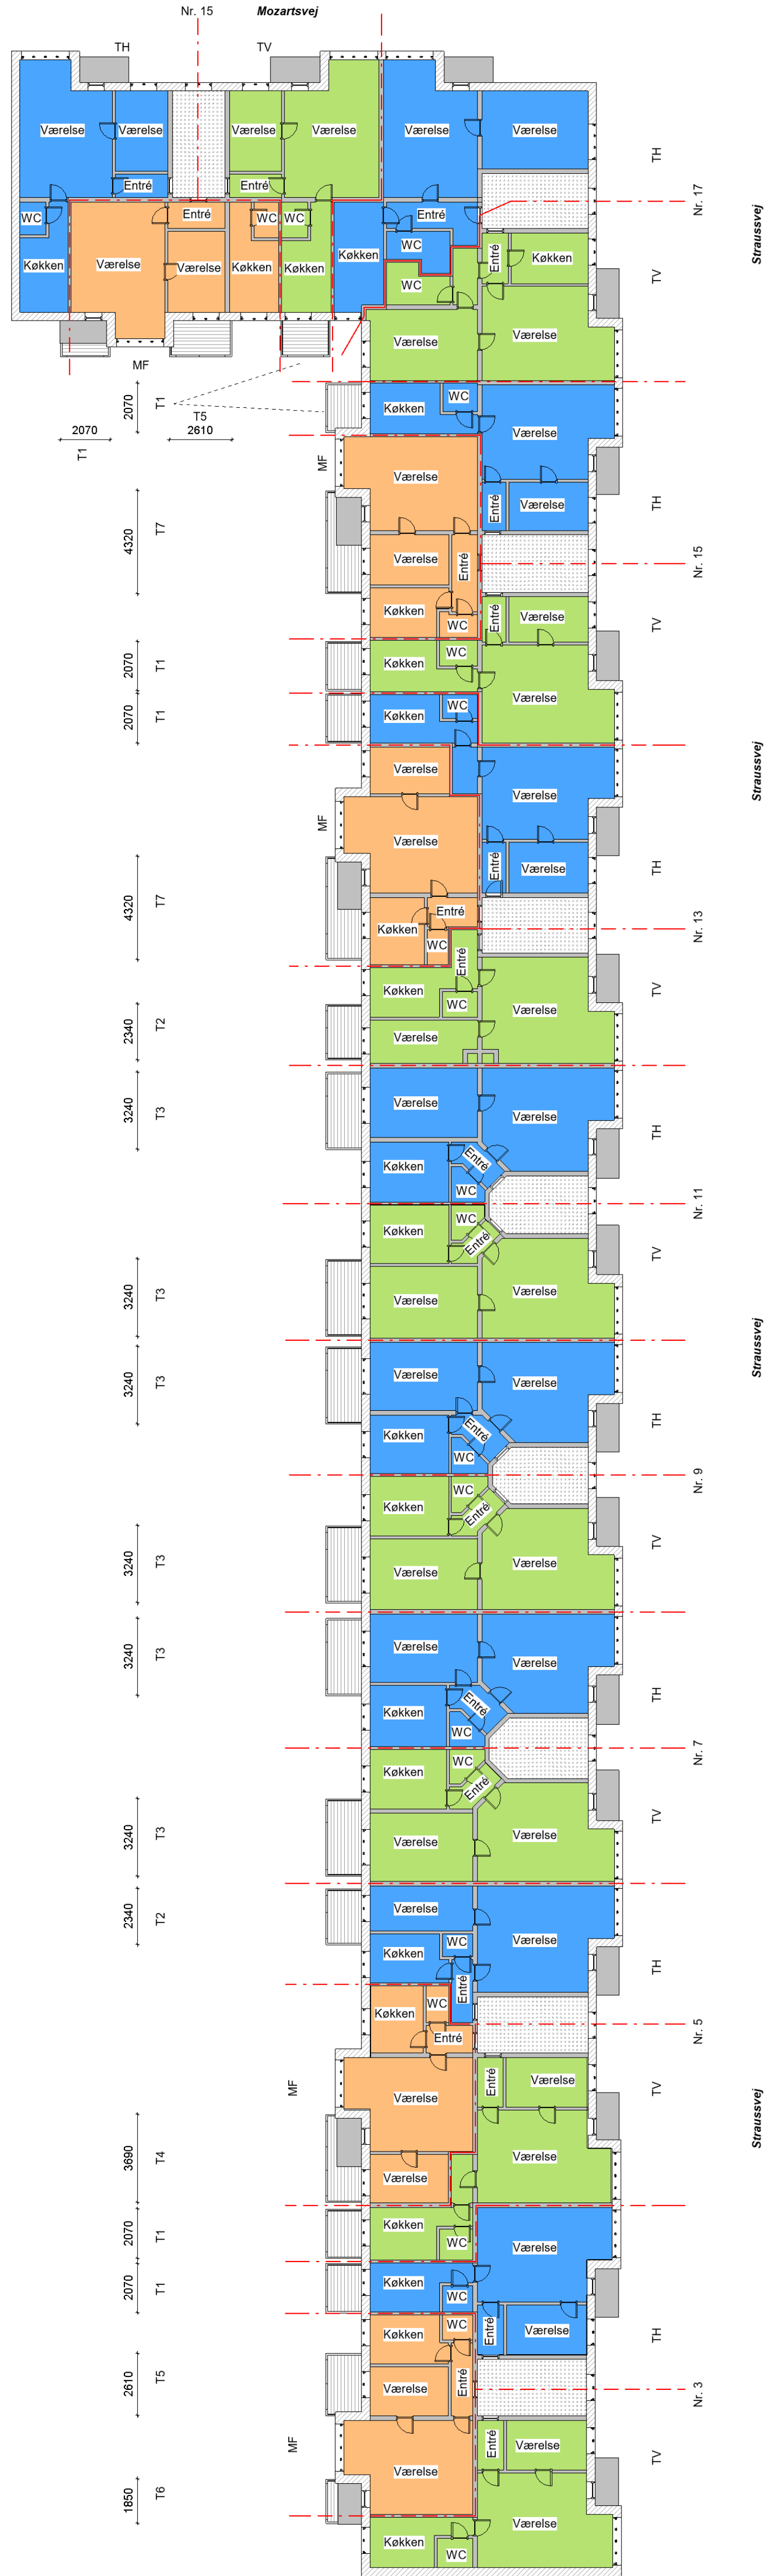 Nr. 15
Mozartsvej
Straussvej
TH
TV
Værelse
Værelse
Værelse
Værelse
Værelse
Værelse
TH
Entré
Entré
Nr. 17
WC
Entré
WC
WC
Entré
Straussvej
Køkken
Værelse
Værelse
Køkken
Køkken
Køkken
WC
Entré
Køkken
WC
TV
Værelse
Værelse
MF
2070
T1
Køkken
WC
Værelse
T5
2070
2610
T1
MF
Værelse
Entré
Værelse
TH
4320
T7
Værelse
Entré
Nr. 15
Køkken
WC
Entré
Værelse
TV
2070
T1
Køkken
WC
Værelse
2070
T1
Køkken
WC
Straussvej
Værelse
Værelse
MF
Værelse
Entré
Værelse
TH
4320
T7
Køkken
Entré
WC
Nr. 13
Entré
Køkken
WC
Værelse
TV
2340
T2
Værelse
3240
T3
Værelse
Værelse
TH
Køkken
Entré
WC
Nr. 11
Køkken
WC
Entré
TV
3240
T3
Værelse
Værelse
Straussvej
3240
T3
Værelse
Værelse
TH
Køkken
Entré
WC
Nr. 9
Køkken
WC
Entré
TV
3240
T3
Værelse
Værelse
3240
T3
Værelse
Værelse
TH
Køkken
Entré
WC
Nr. 7
Køkken
WC
Entré
TV
3240
T3
Værelse
Værelse
2340
T2
Værelse
Værelse
Køkken
WC
Entré
TH
Køkken
WC
Entré
Nr. 5
MF
Værelse
Entré
Værelse
TV
Straussvej
3690
T4
Værelse
Værelse
2070
T1
Køkken
WC
Værelse
2070
T1
Køkken
WC
Køkken
WC
Entré
Værelse
TH
2610
T5
Værelse
Entré
Nr. 3
MF
Værelse
Entré
Værelse
TV
1850
T6
Værelse
Køkken
WC